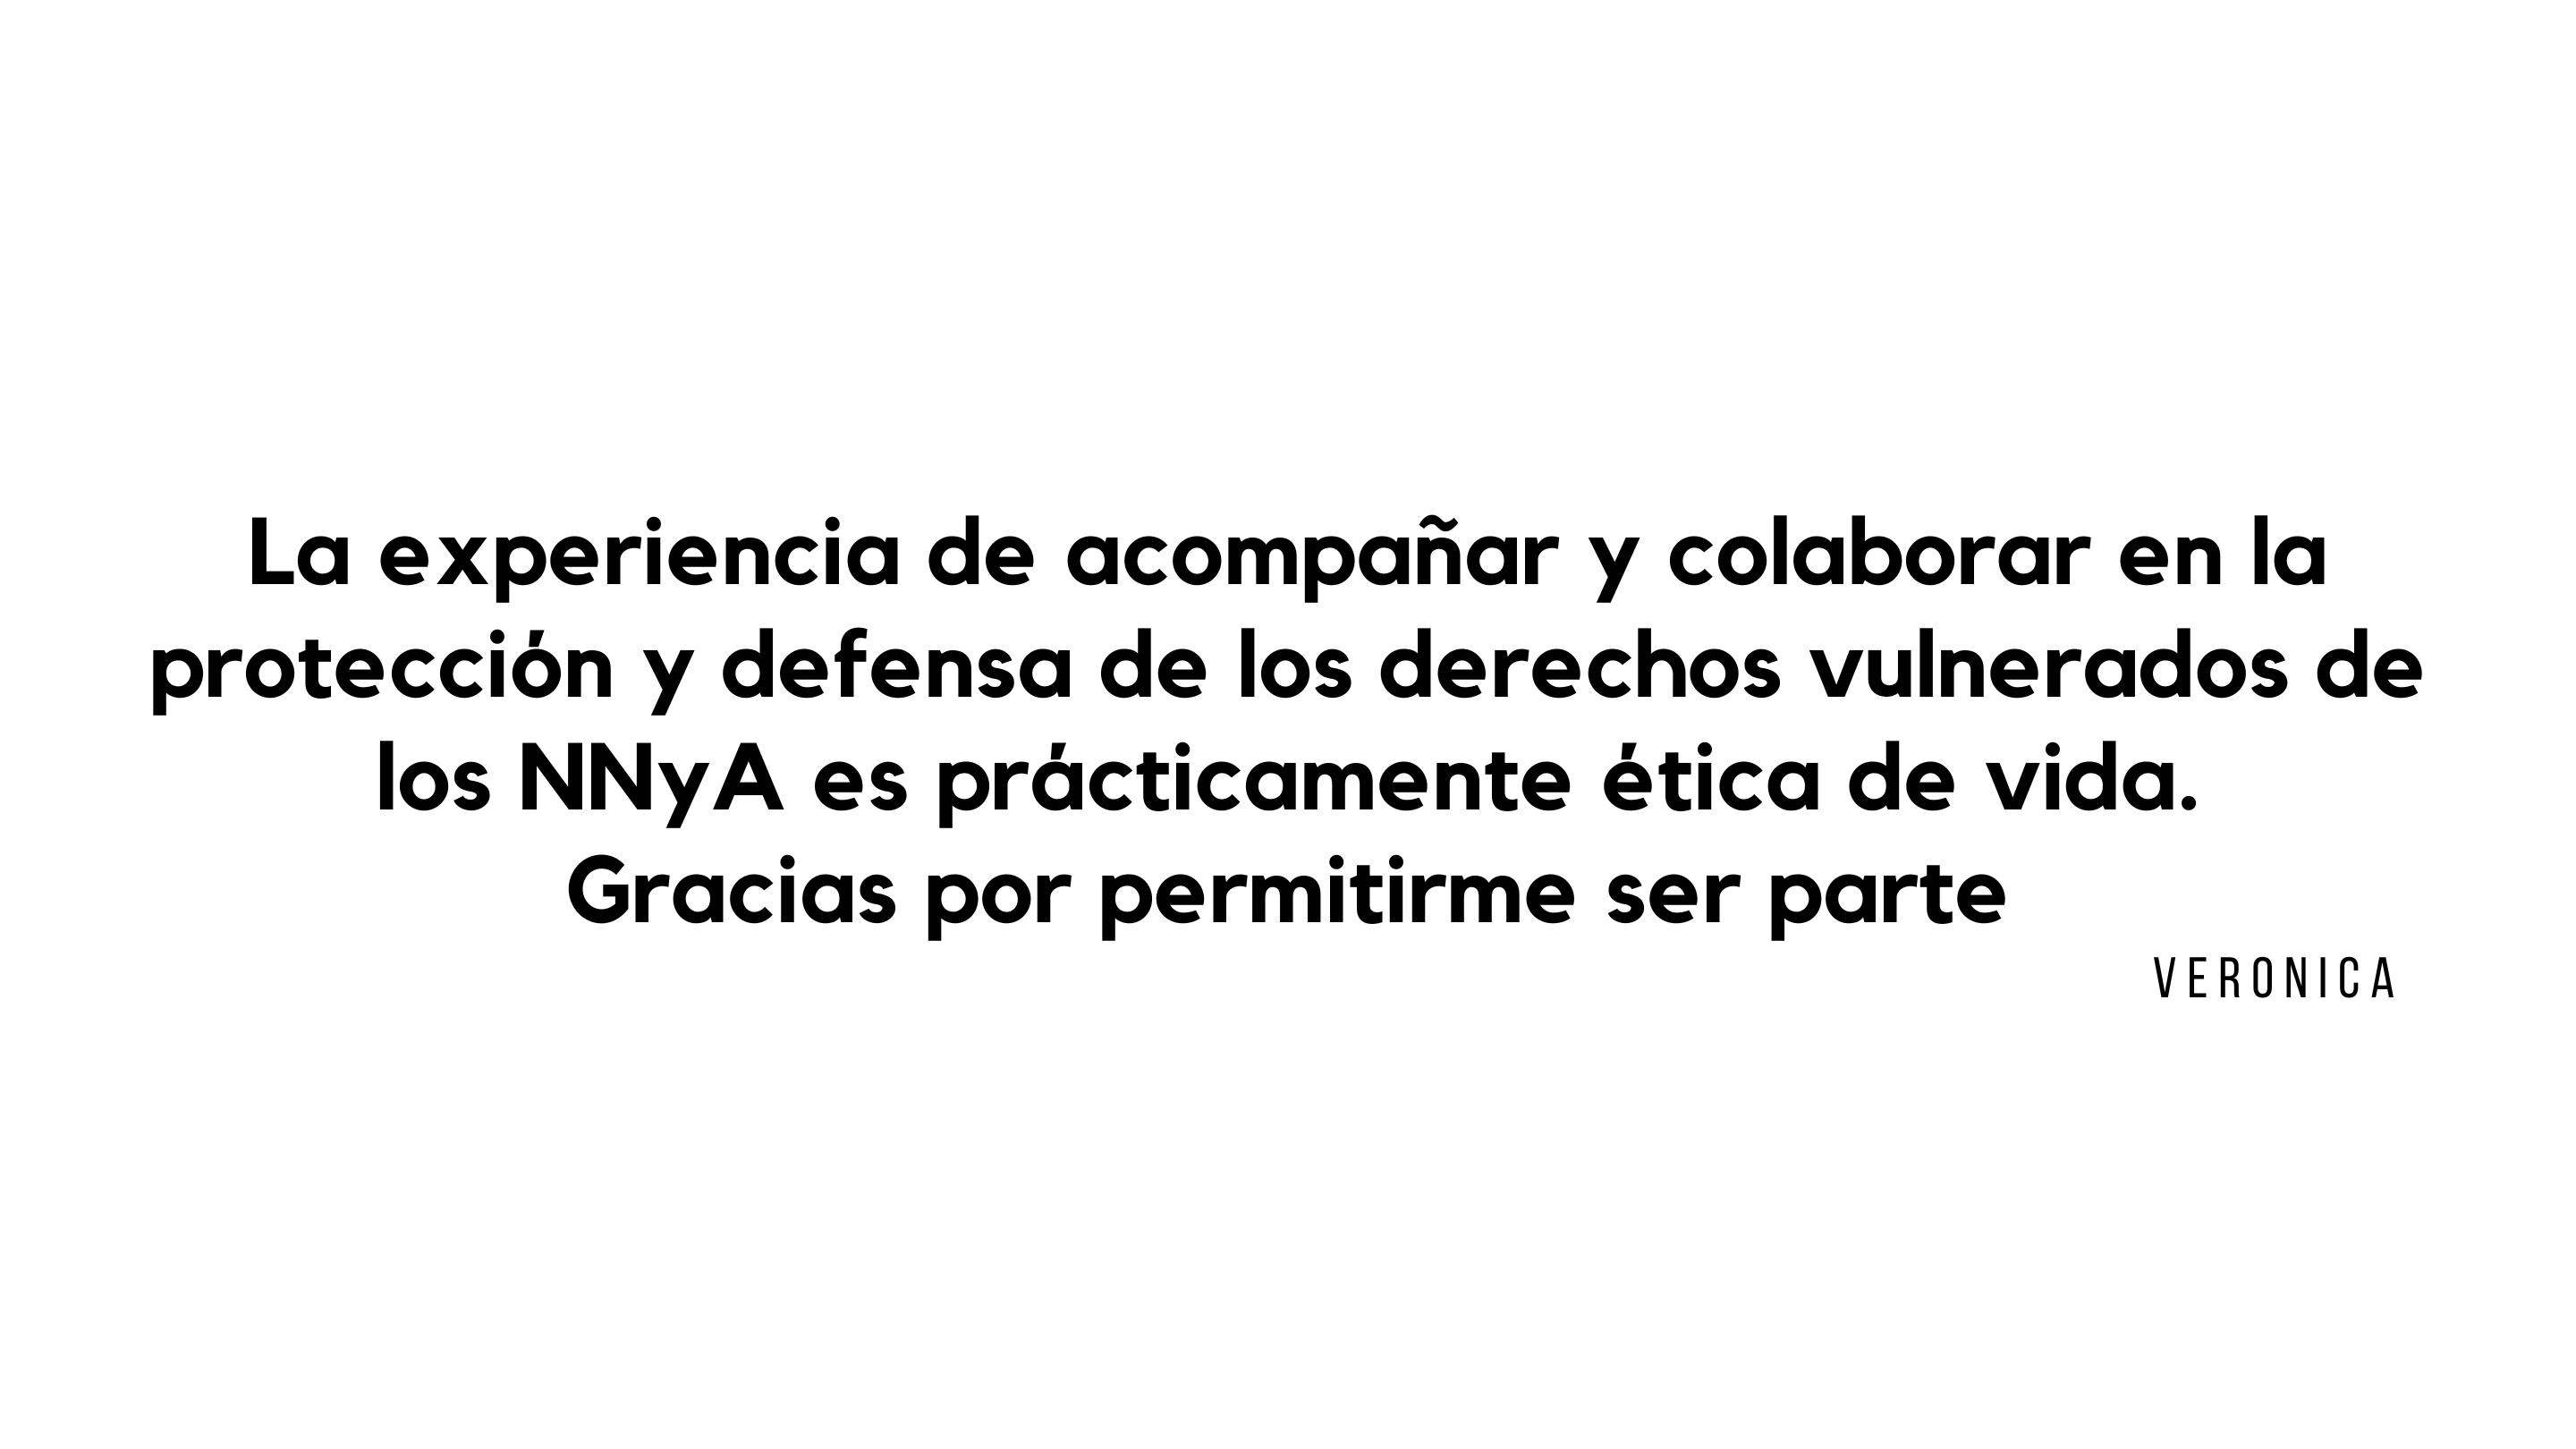 La experiencia de acompañar y colaborar en la
protección y defensa de los derechos vulnerados de
los NNyA es prácticamente ética de vida.
Gracias por permitirme ser parte
VERONICA